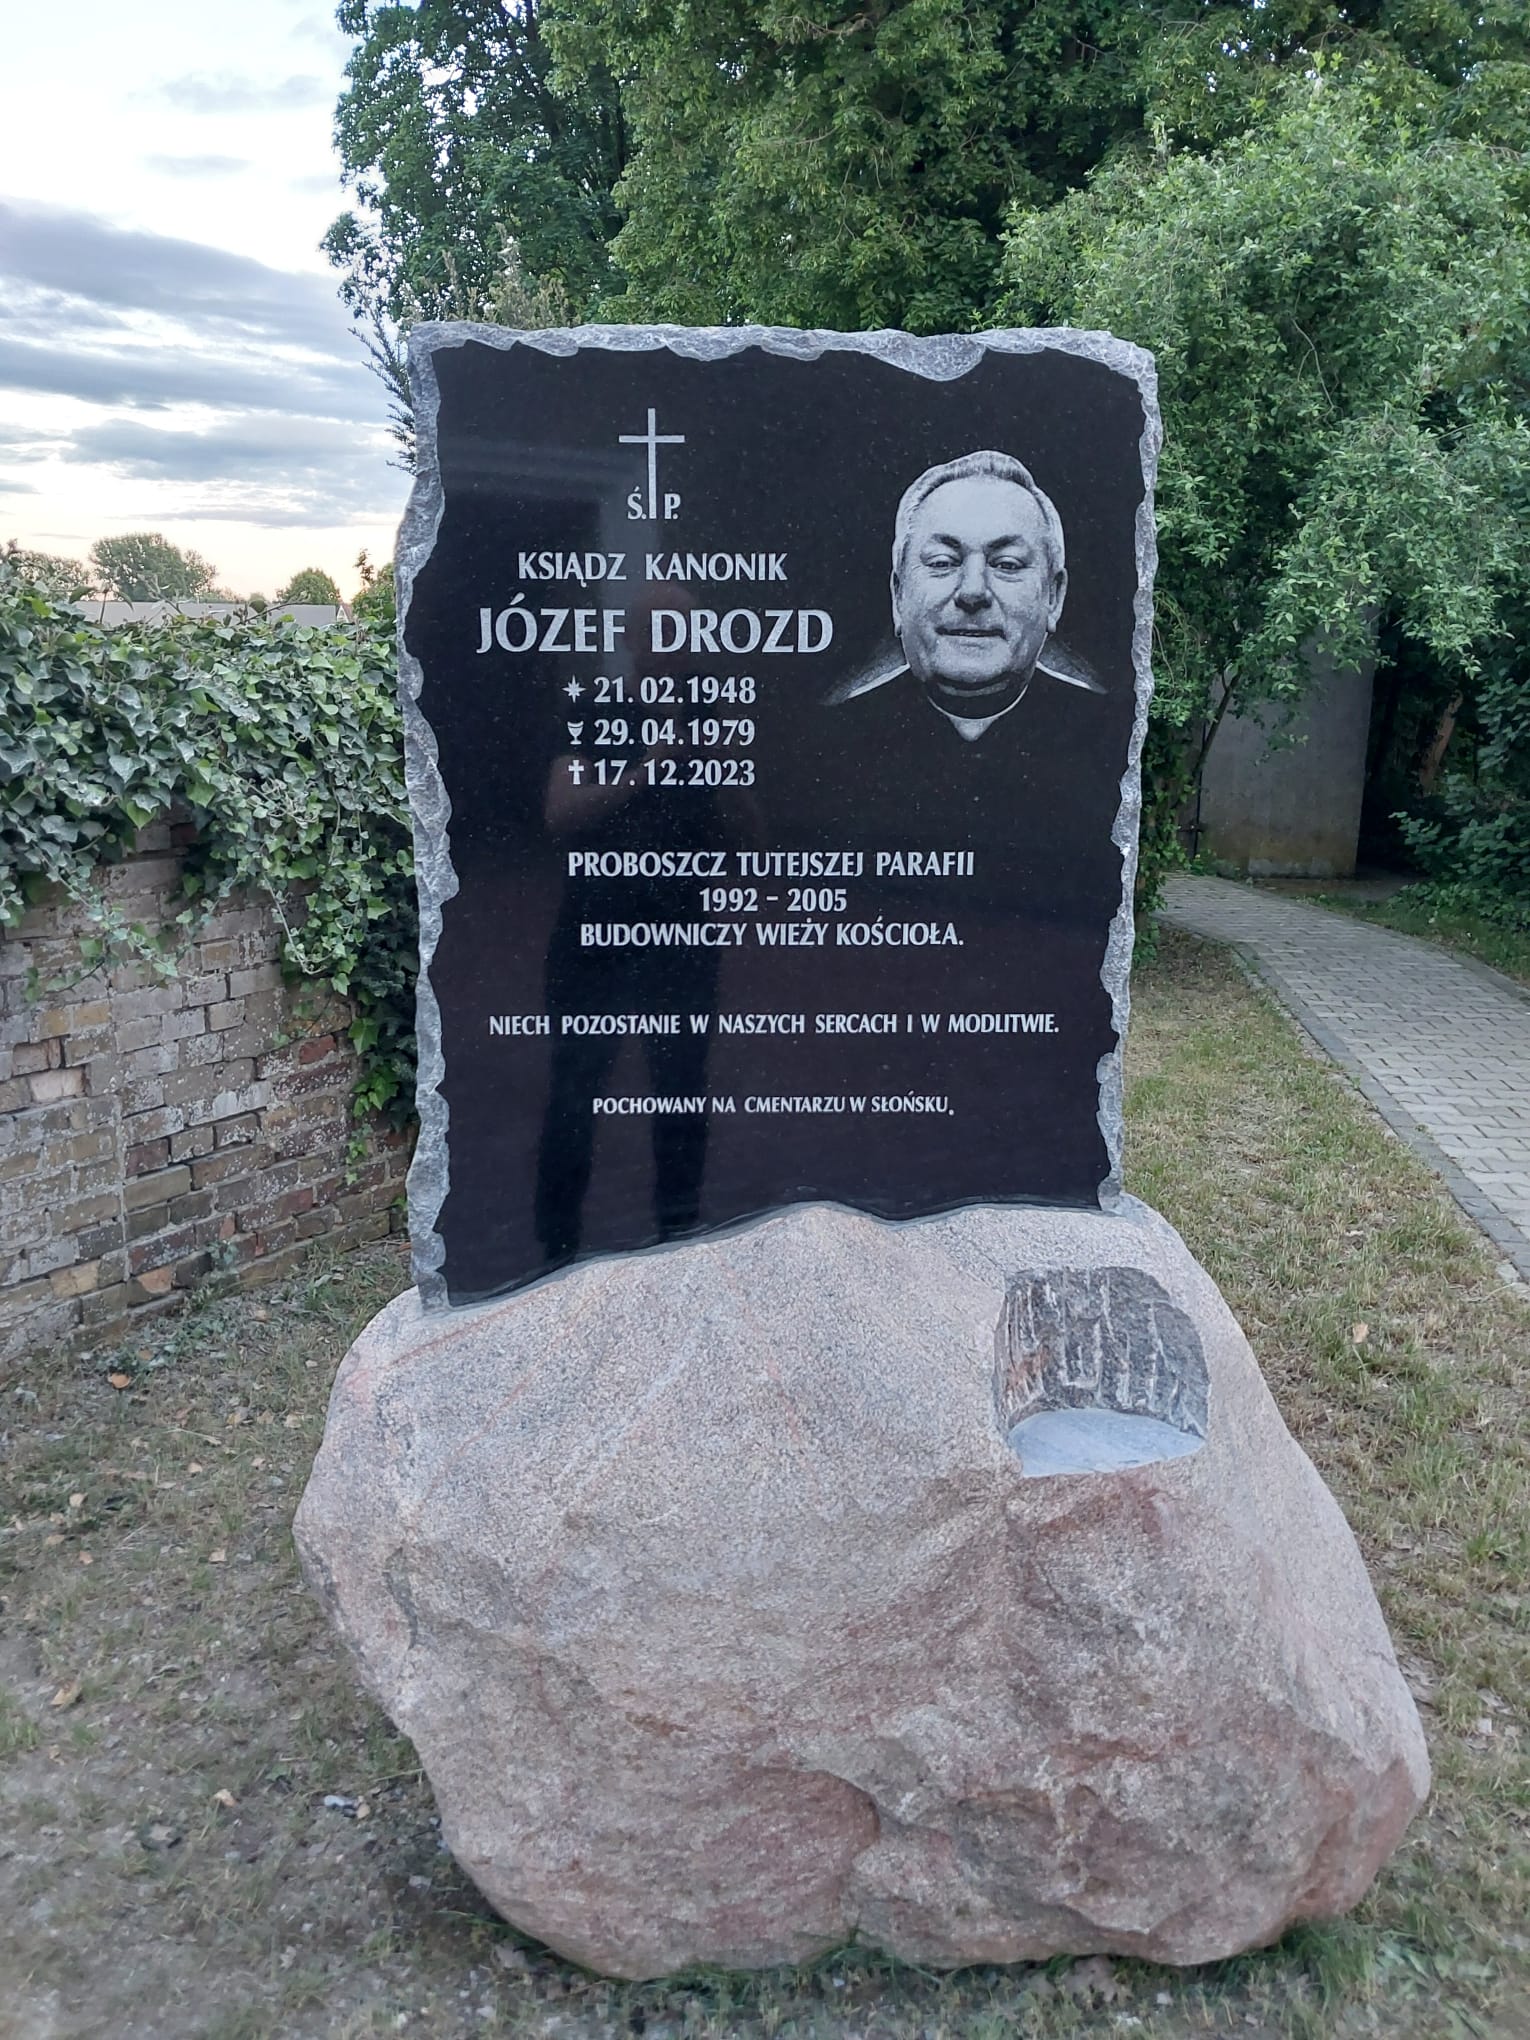 Ś. P.
KSIĄDZ KANONIK
JÓZEF DROZD
21.02.1948
29.04.1979
✝ 17.12.2023
PROBOSZCZ TUTEJSZEJ PARAFII
1992 - 2005
BUDOWNICZY WIEŻY KOŚCIOŁA.
NIECH POZOSTANIE W NASZYCH SERCACH I W MODLITWIE.
POCHOWANY NA CMENTARZU W SŁOŃSKU.